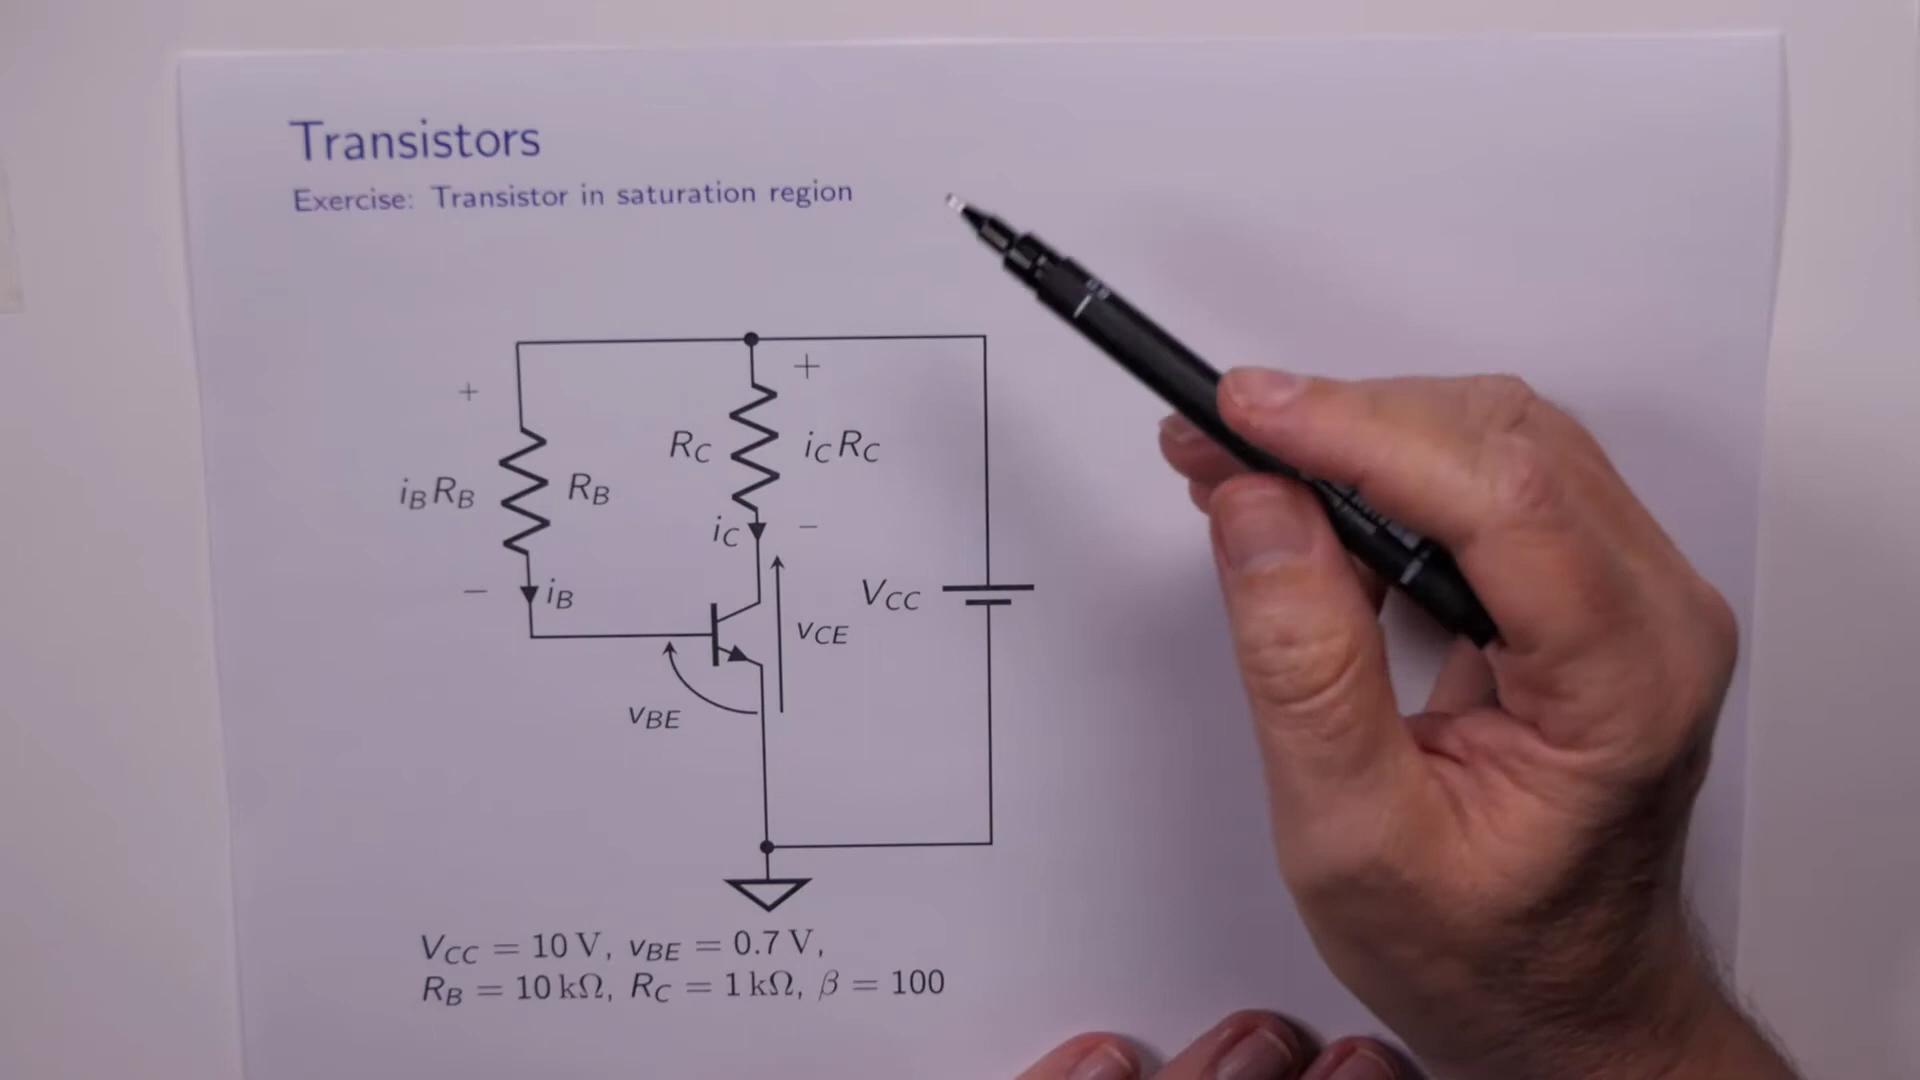 Transistors
Exercise: Transistor in saturation region
+
+
R_C
i_C R_C
i_B R_B
R_B
i_C
−
−
i_B
V_CC
v_CE
v_BE
V_CC = 10 V, v_BE = 0.7 V,
R_B = 10 kΩ, R_C = 1 kΩ, β = 100